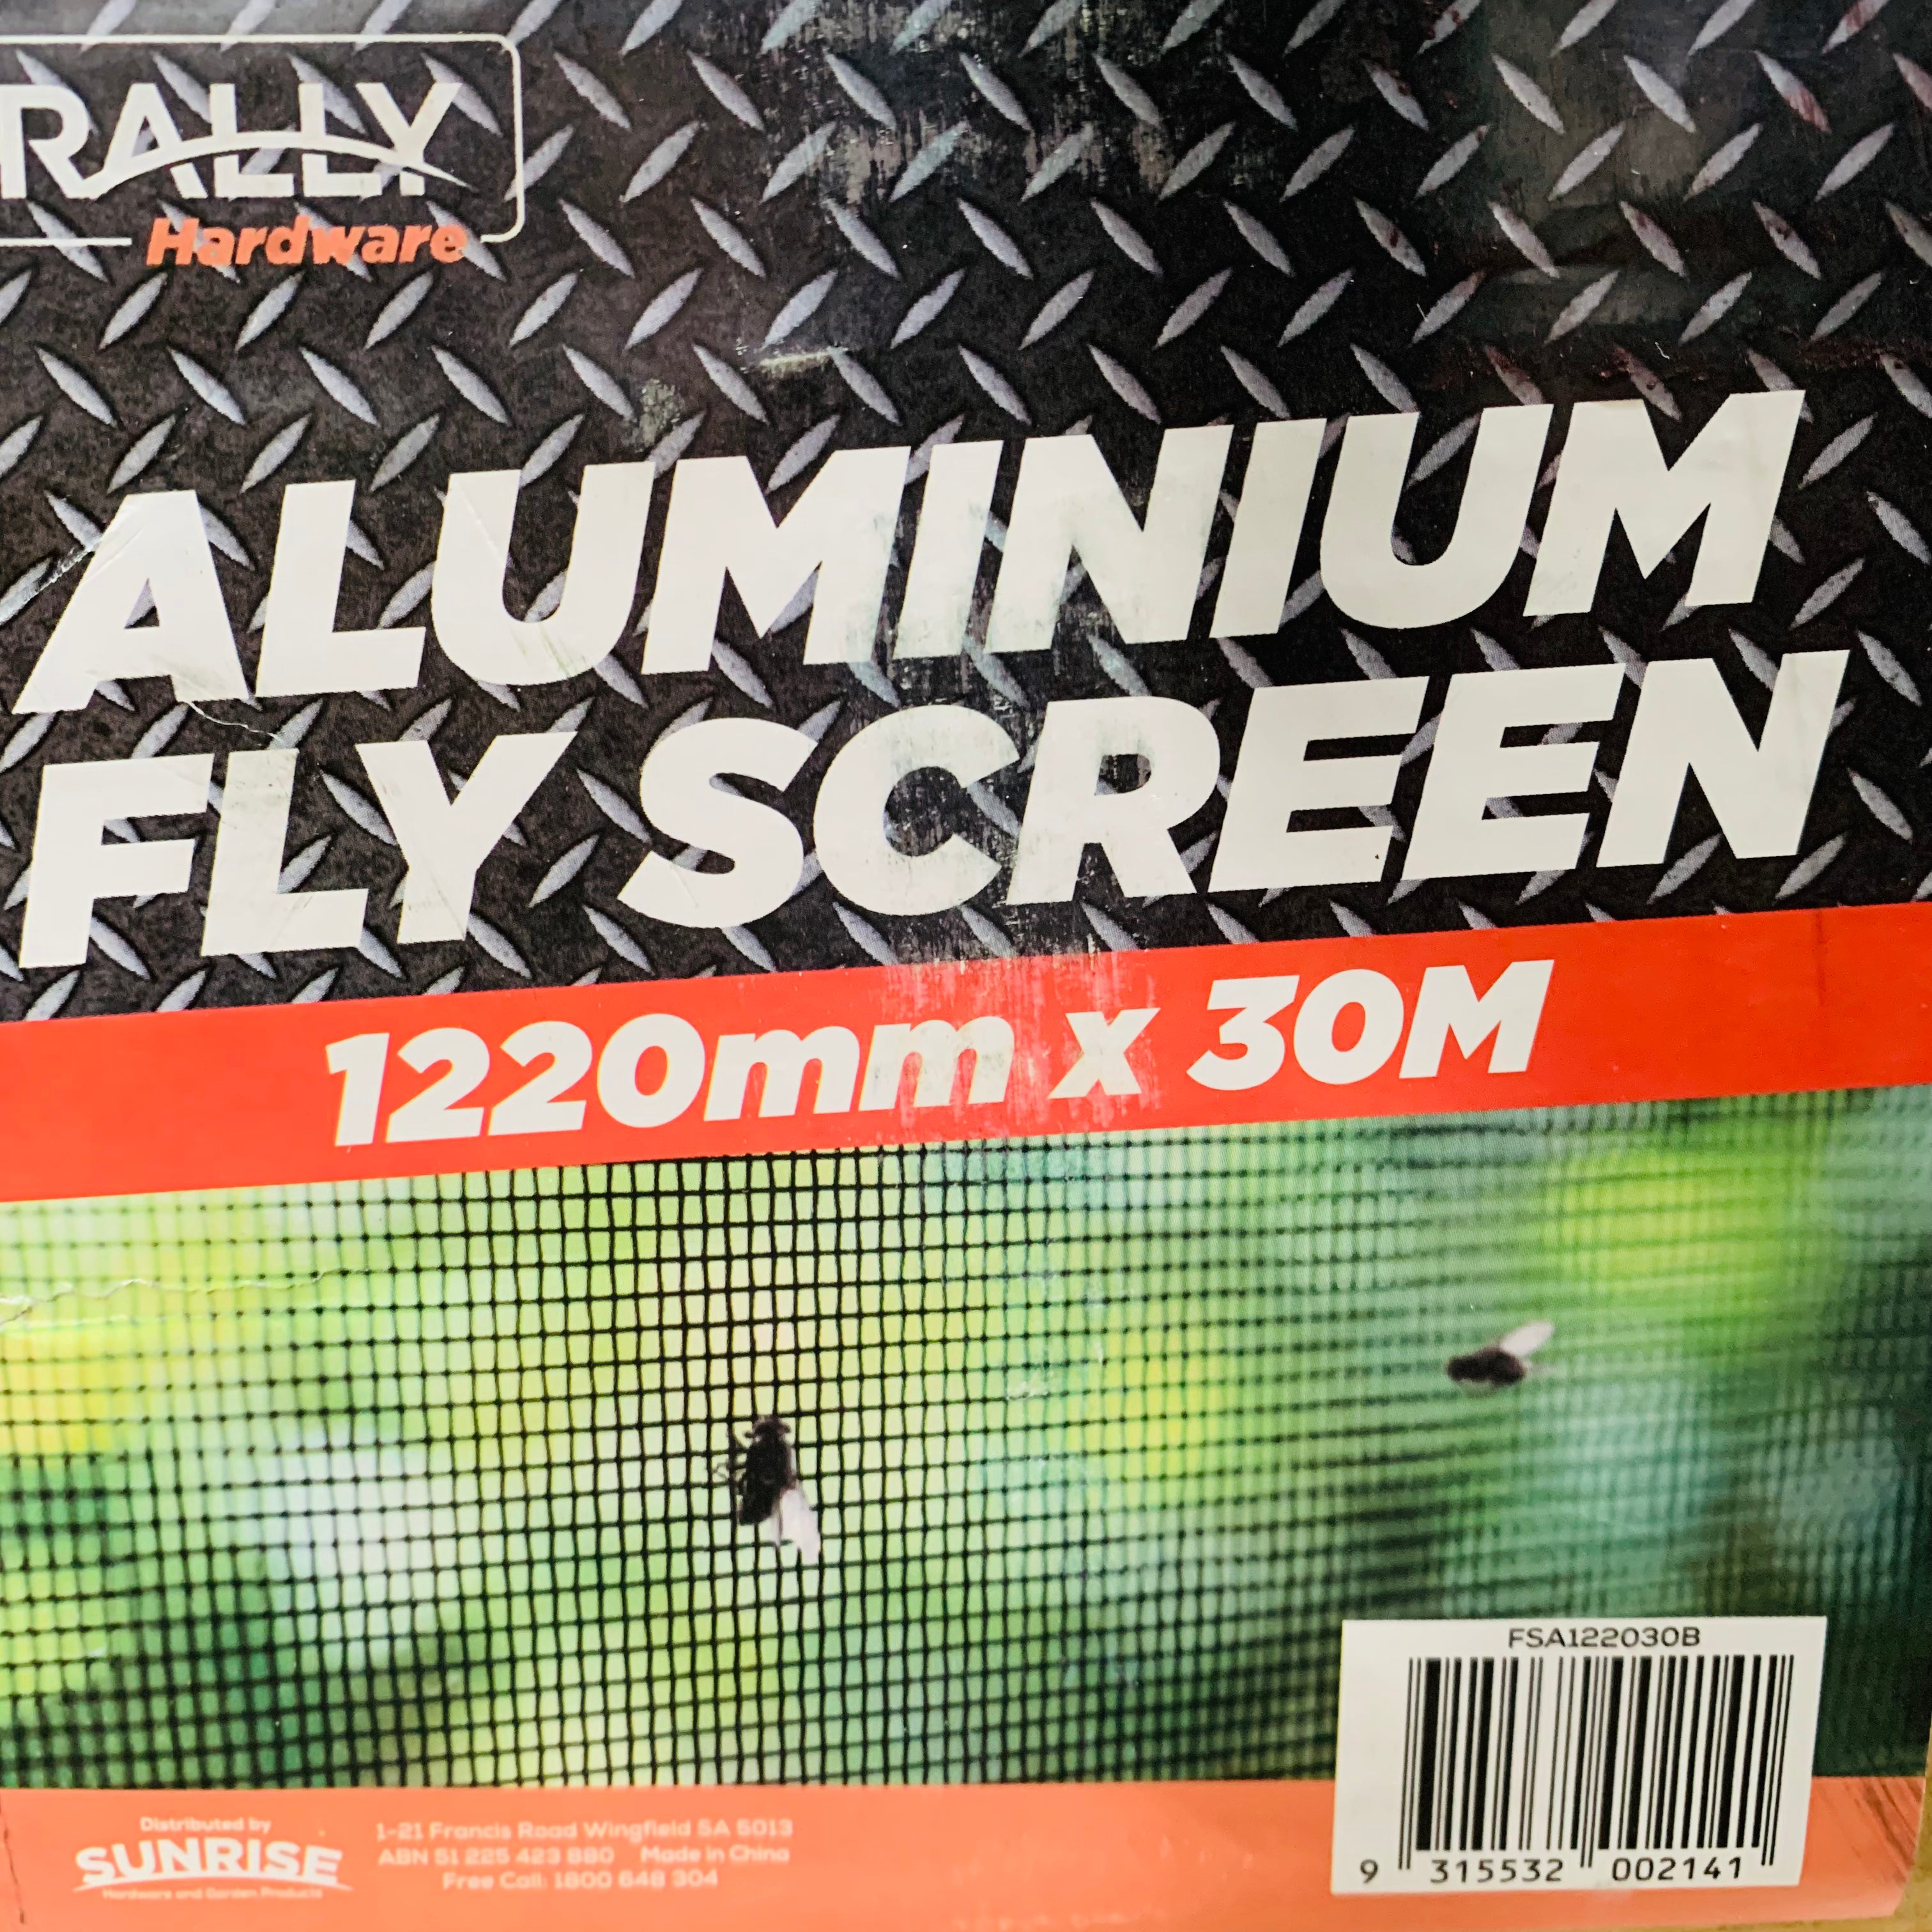 RALLY
Hardware
ALUMINIUM
FLY SCREEN
1220mm x 30M
FSA122030B
9 315532 002141
Distributed by
SUNRISE
Hardware and Garden Products
1-21 Francis Road Wingfield SA 5013
ABN 51 225 423 880 Made in China
Free Call: 1800 648 304